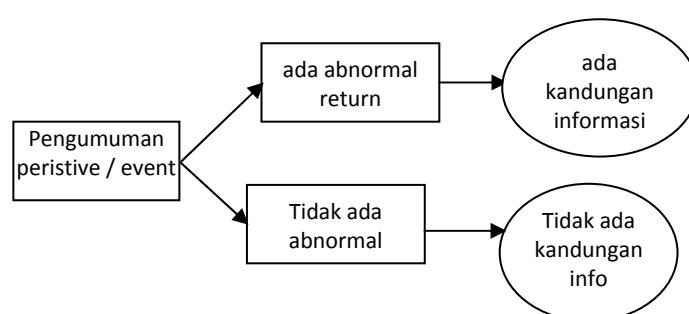 Pengumuman
peristive / event
ada abnormal
return
ada
kandungan
informasi
Tidak ada
abnormal
Tidak ada
kandungan
info